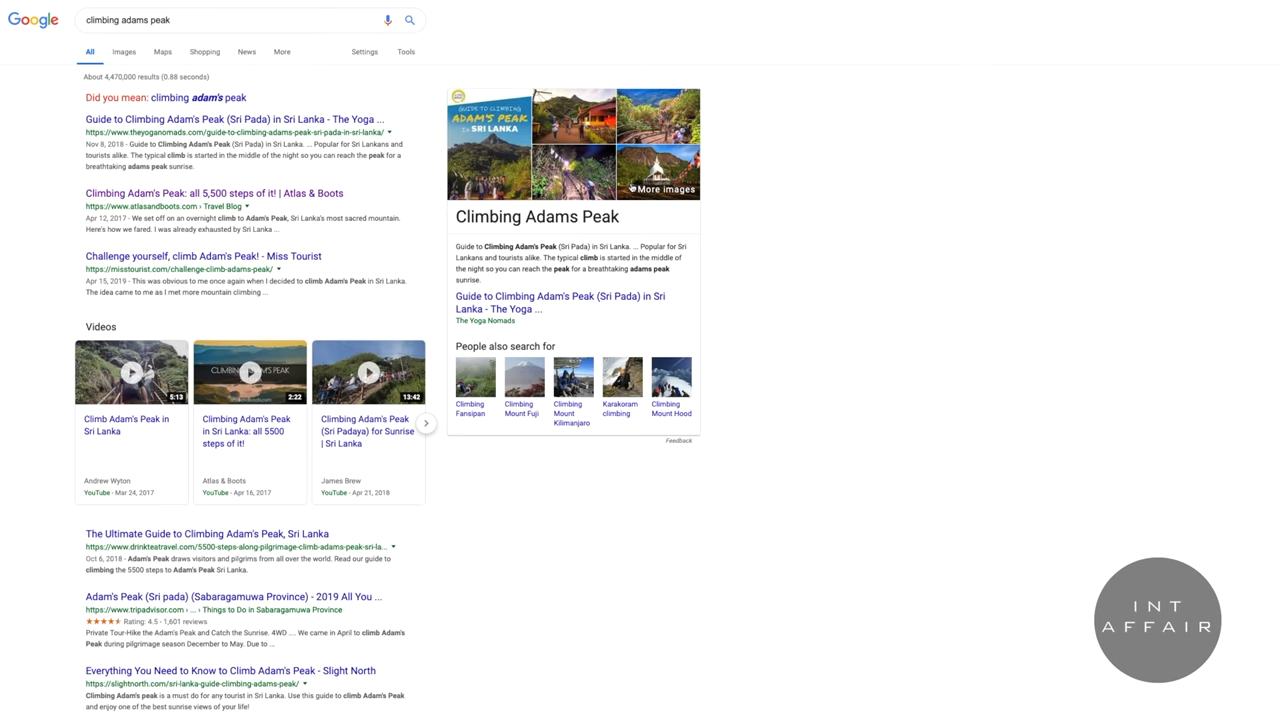 Google
climbing adams peak
All Images Maps Shopping News More Settings Tools
About 4,470,000 results (0.88 seconds)
Did you mean: climbing adam's peak
Guide to Climbing Adam's Peak (Sri Pada) in Sri Lanka - The Yoga ...
https://www.theyoganomads.com/guide-to-climbing-adams-peak-sri-pada-in-sri-lanka/
Nov 8, 2018 - Guide to Climbing Adam's Peak (Sri Pada) in Sri Lanka. ... Popular for Sri Lankans and
tourists alike. The typical climb is started in the middle of the night so you can reach the peak for a
breathtaking adams peak sunrise.
Climbing Adam's Peak: all 5,500 steps of it! | Atlas & Boots
https://www.atlasandboots.com › Travel Blog
Apr 12, 2017 - We set off on an overnight climb to Adam's Peak, Sri Lanka's most sacred mountain.
Here's how we fared. I was already exhausted by Sri Lanka ...
Challenge yourself, climb Adam's Peak! - Miss Tourist
https://misstourist.com/challenge-climb-adams-peak/
Apr 15, 2019 - This was obvious to me once again when I decided to climb Adam's Peak in Sri Lanka.
The idea came to me as I met more mountain climbing ...
Videos
5:13
CLIMBING ADAM'S PEAK
2:22
13:42
Climb Adam's Peak in
Sri Lanka
Andrew Wyton
YouTube - Mar 24, 2017
Climbing Adam's Peak
in Sri Lanka: all 5500
steps of it!
Atlas & Boots
YouTube - Apr 16, 2017
Climbing Adam's Peak
(Sri Padaya) for Sunrise
| Sri Lanka
James Brew
YouTube - Apr 21, 2018
The Ultimate Guide to Climbing Adam's Peak, Sri Lanka
https://www.drinkteatravel.com/5500-steps-along-pilgrimage-climb-adams-peak-sri-la...
Oct 6, 2018 - Adam's Peak draws visitors and pilgrims from all over the world. Read our guide to
climbing the 5500 steps to Adam's Peak Sri Lanka.
Adam's Peak (Sri pada) (Sabaragamuwa Province) - 2019 All You ...
https://www.tripadvisor.com › ... › Things to Do in Sabaragamuwa Province
Rating: 4.5 - 1,601 reviews
Private Tour-Hike the Adam's Peak and Catch the Sunrise. 4WD .... We came in April to climb Adam's
Peak during pilgrimage season December to May. Due to ...
Everything You Need to Know to Climb Adam's Peak - Slight North
https://slightnorth.com/sri-lanka-guide-climbing-adams-peak/
Climbing Adam's peak is a must do for any tourist in Sri Lanka. Use this guide to climb Adam's Peak
and enjoy one of the best sunrise views of your life!
GUIDE TO CLIMBING
ADAM'S PEAK
IN SRI LANKA
More images
Climbing Adams Peak
Guide to Climbing Adam's Peak (Sri Pada) in Sri Lanka. ... Popular for Sri
Lankans and tourists alike. The typical climb is started in the middle of
the night so you can reach the peak for a breathtaking adams peak
sunrise.
Guide to Climbing Adam's Peak (Sri Pada) in Sri
Lanka - The Yoga ...
The Yoga Nomads
People also search for
Climbing
Fansipan
Climbing
Mount Fuji
Climbing
Mount
Kilimanjaro
Karakoram
climbing
Climbing
Mount Hood
Feedback
INT
AFFAIR